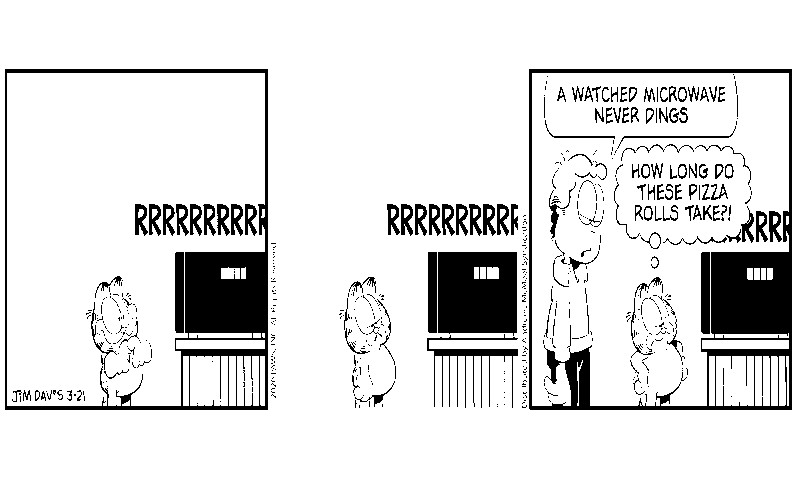 RRRRRRRRRR
JIM DAVIS 3-21
RRRRRRRRRR
A WATCHED MICROWAVE
NEVER DINGS
HOW LONG DO
THESE PIZZA
ROLLS TAKE?!
RRRR